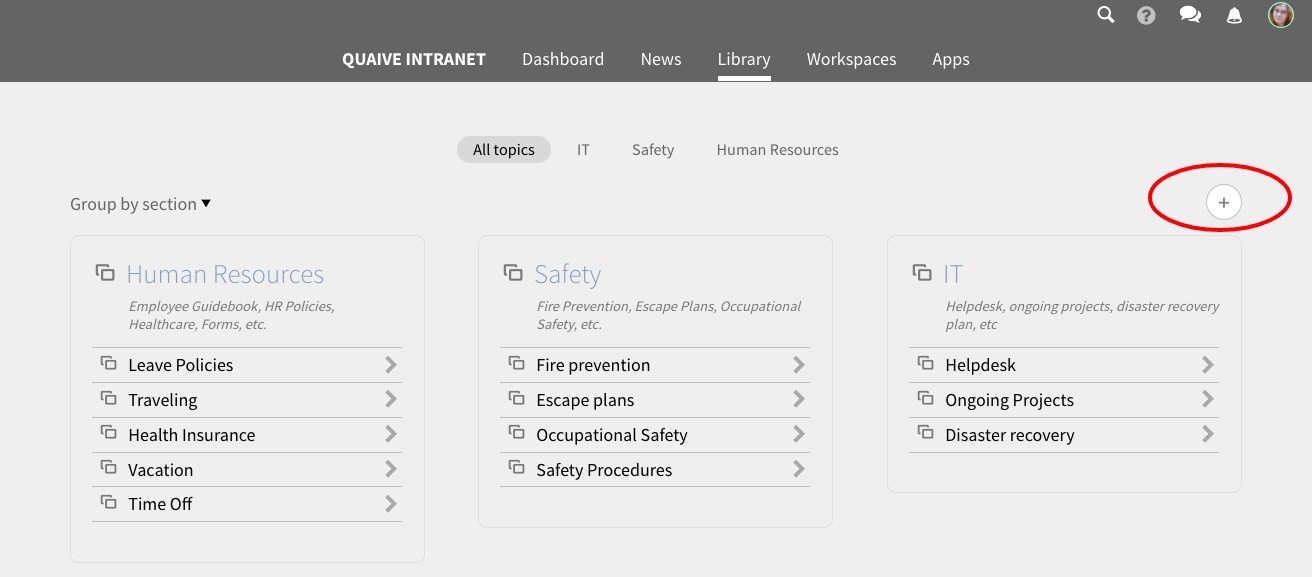 QUAIVE INTRANET Dashboard News Library Workspaces Apps
All topics IT Safety Human Resources
Group by section
Human Resources
Employee Guidebook, HR Policies,
Healthcare, Forms, etc.
Leave Policies
Traveling
Health Insurance
Vacation
Time Off
Safety
Fire Prevention, Escape Plans, Occupational
Safety, etc.
Fire prevention
Escape plans
Occupational Safety
Safety Procedures
IT
Helpdesk, ongoing projects, disaster recovery
plan, etc
Helpdesk
Ongoing Projects
Disaster recovery